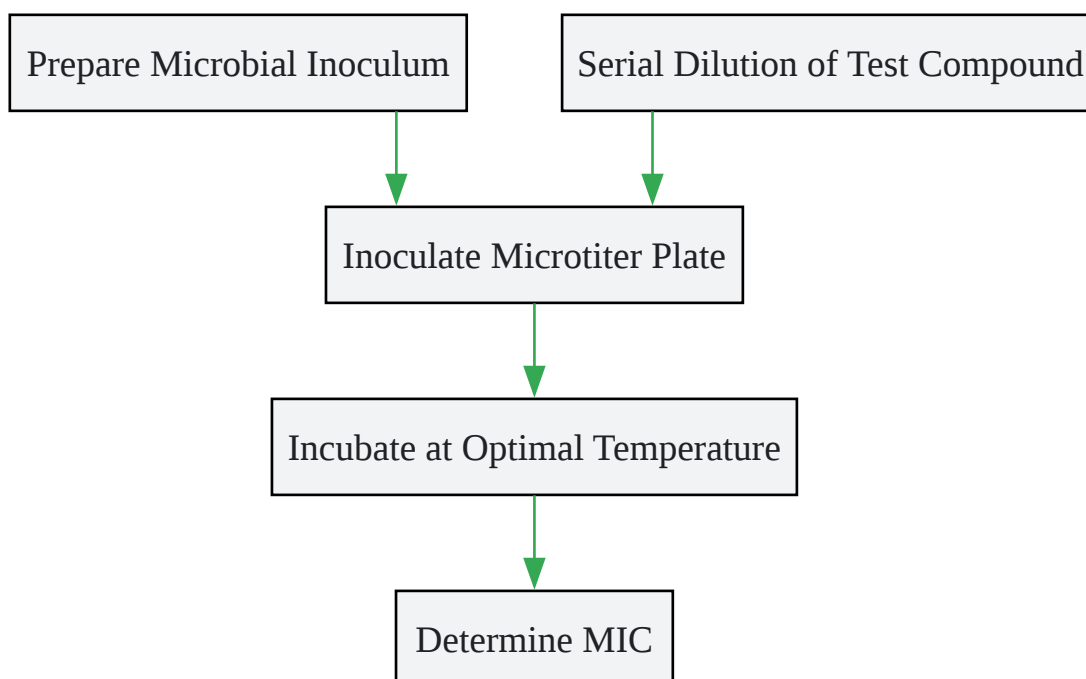 Prepare Microbial Inoculum
Serial Dilution of Test Compound
Inoculate Microtiter Plate
Incubate at Optimal Temperature
Determine MIC